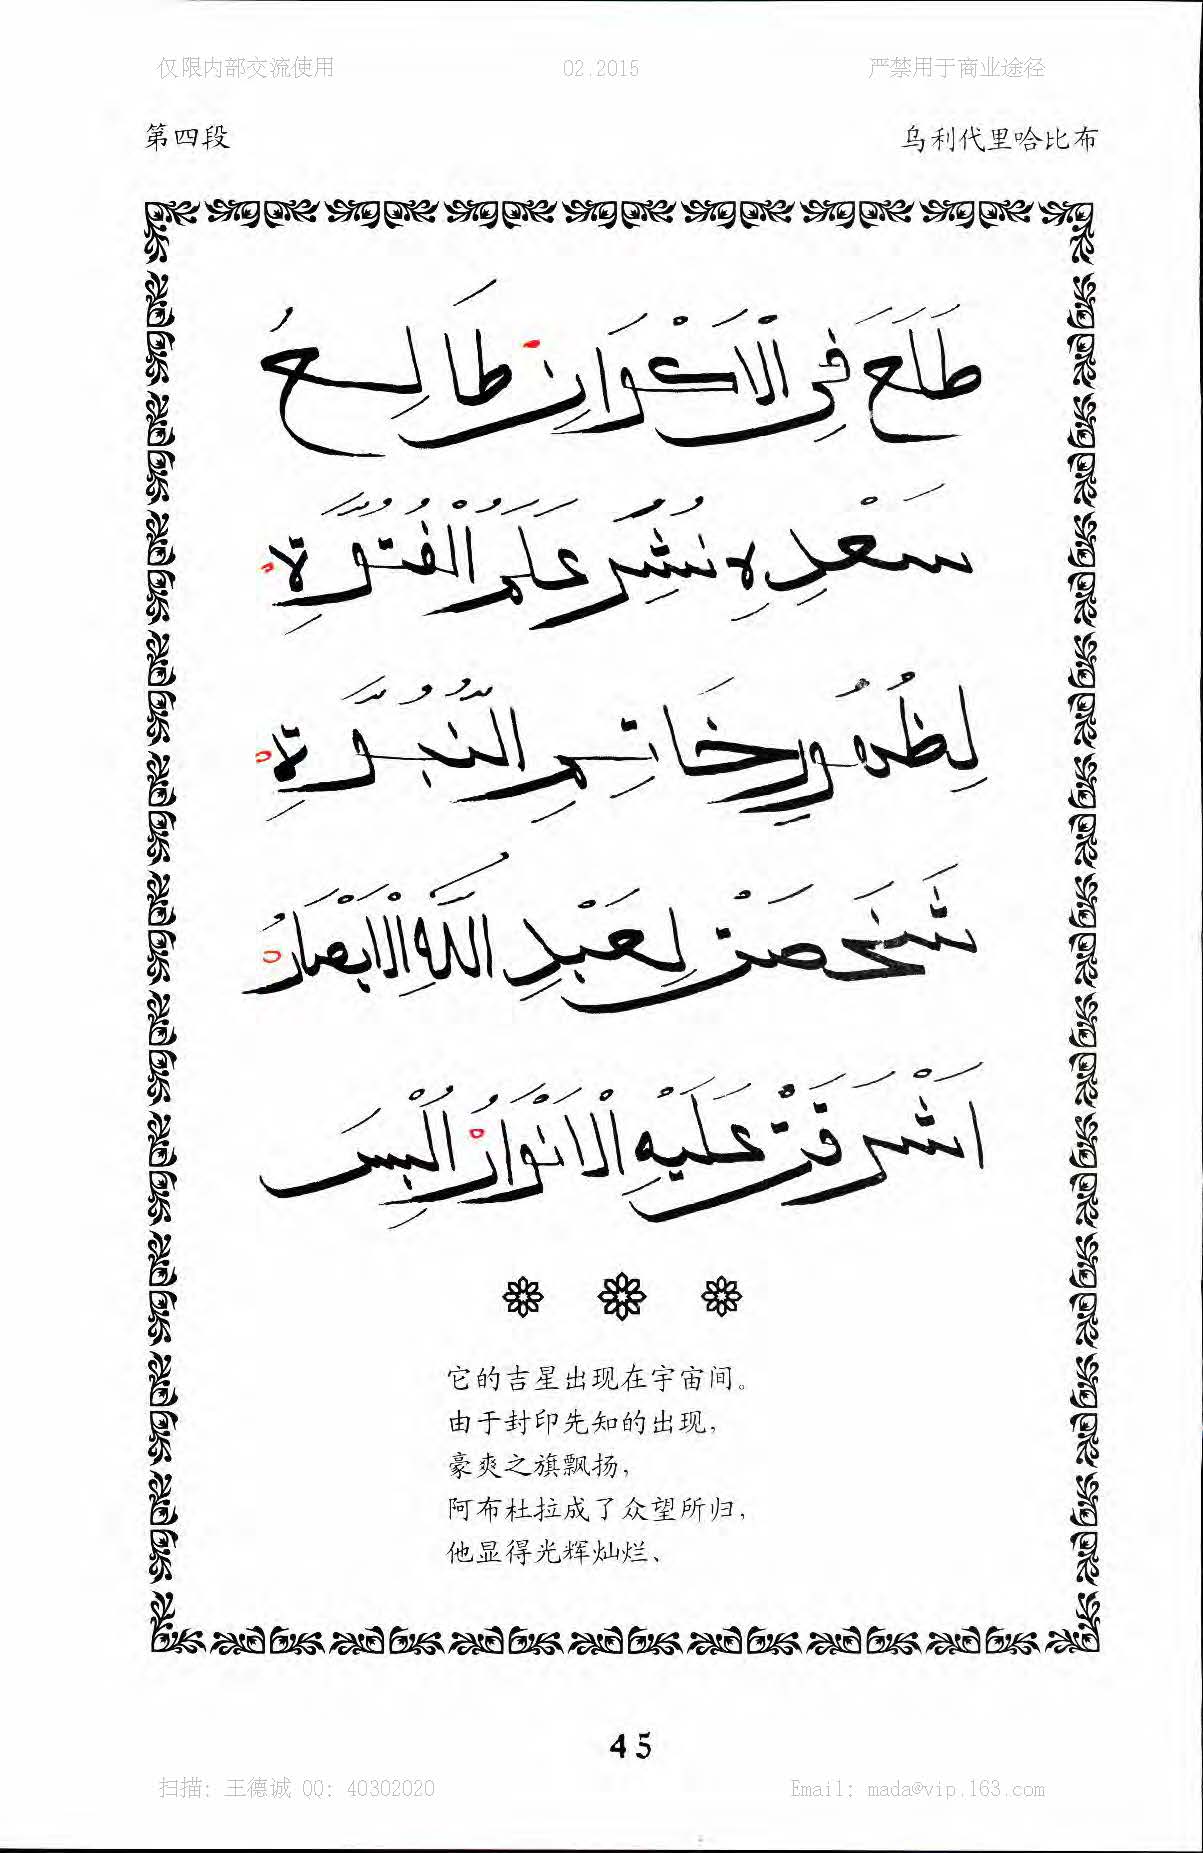 仅限内部交流使用 02.2015 严禁用于商业途径
第四段 乌利代里哈比布
طَلَعَ فِي الْاَكْوَانِ طَالِعُ
سَعْدِهِ نُشِرَ عَلَمُ الْفُتُوَّةِ
لِظُهُورِ خَاتِمِ النُّبُوَّةِ
شَخَصَتْ لِعَبْدِ اللّٰهِ الْاَبْصَارُ
اَشْرَقَتْ عَلَيْهِ الْاَنْوَارُ اُلْبِسَ
它的吉星出现在宇宙间。
由于封印先知的出现，
豪爽之旗飘扬，
阿布杜拉成了众望所归，
他显得光辉灿烂、
45
扫描: 王德诚 QQ: 40302020 Email: mada@vip.163.com